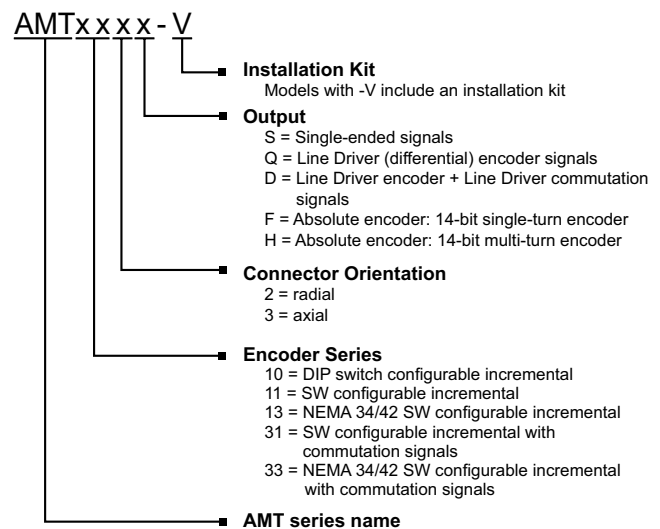 AMTxxxx-V
Installation Kit
Models with -V include an installation kit
Output
S = Single-ended signals
Q = Line Driver (differential) encoder signals
D = Line Driver encoder + Line Driver commutation
signals
F = Absolute encoder: 14-bit single-turn encoder
H = Absolute encoder: 14-bit multi-turn encoder
Connector Orientation
2 = radial
3 = axial
Encoder Series
10 = DIP switch configurable incremental
11 = SW configurable incremental
13 = NEMA 34/42 SW configurable incremental
31 = SW configurable incremental with
commutation signals
33 = NEMA 34/42 SW configurable incremental
with commutation signals
AMT series name